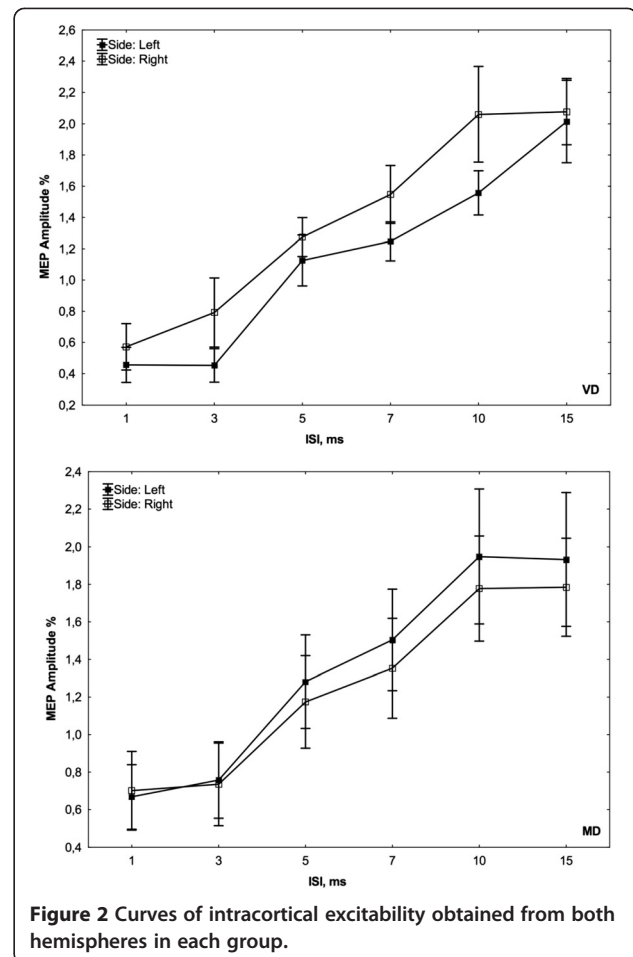 2,6
2,4
2,2
2,0
1,8
1,6
1,4
1,2
1,0
0,8
0,6
0,4
0,2
MEP Amplitude %
Side: Left
Side: Right
VD
1 3 5 7 10 15
ISI, ms
2,4
2,2
2,0
1,8
1,6
1,4
1,2
1,0
0,8
0,6
0,4
MEP Amplitude %
Side: Left
Side: Right
MD
1 3 5 7 10 15
ISI, ms
Figure 2 Curves of intracortical excitability obtained from both
hemispheres in each group.